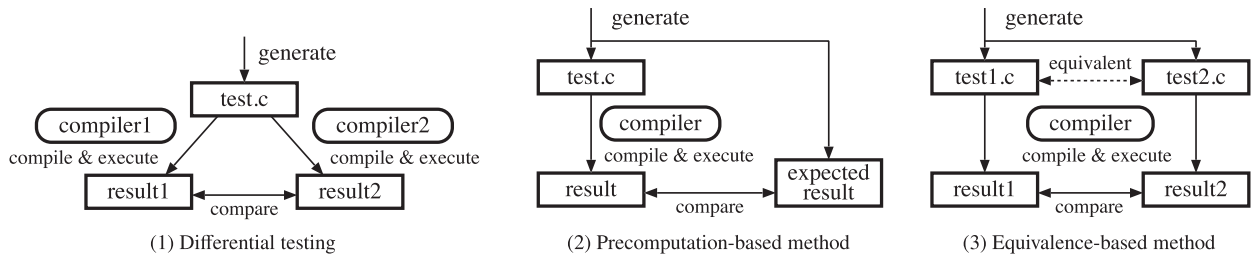 generate
test.c
compiler1
compiler2
compile & execute
compile & execute
result1
result2
compare
(1) Differential testing
generate
test.c
compiler
compile & execute
result
expected
result
compare
(2) Precomputation-based method
generate
test1.c
equivalent
test2.c
compiler
compile & execute
result1
result2
compare
(3) Equivalence-based method